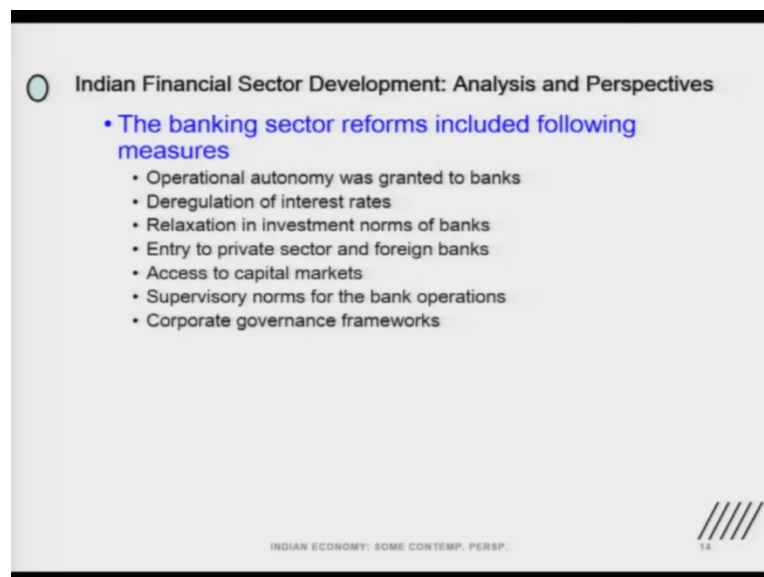 Indian Financial Sector Development: Analysis and Perspectives
• The banking sector reforms included following
measures
• Operational autonomy was granted to banks
• Deregulation of interest rates
• Relaxation in investment norms of banks
• Entry to private sector and foreign banks
• Access to capital markets
• Supervisory norms for the bank operations
• Corporate governance frameworks
INDIAN ECONOMY: SOME CONTEMP. PERSP.
14